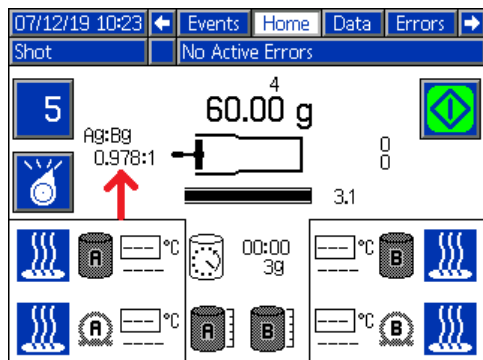 07/12/19 10:23 Events Home Data Errors
Shot No Active Errors
4
5 60.00 g
Ag:Bg
0.978:1
0
0
3.1
A ---°C 00:00 ---°C B
---- 3g ----
A ---°C A B ---°C B
---- ----